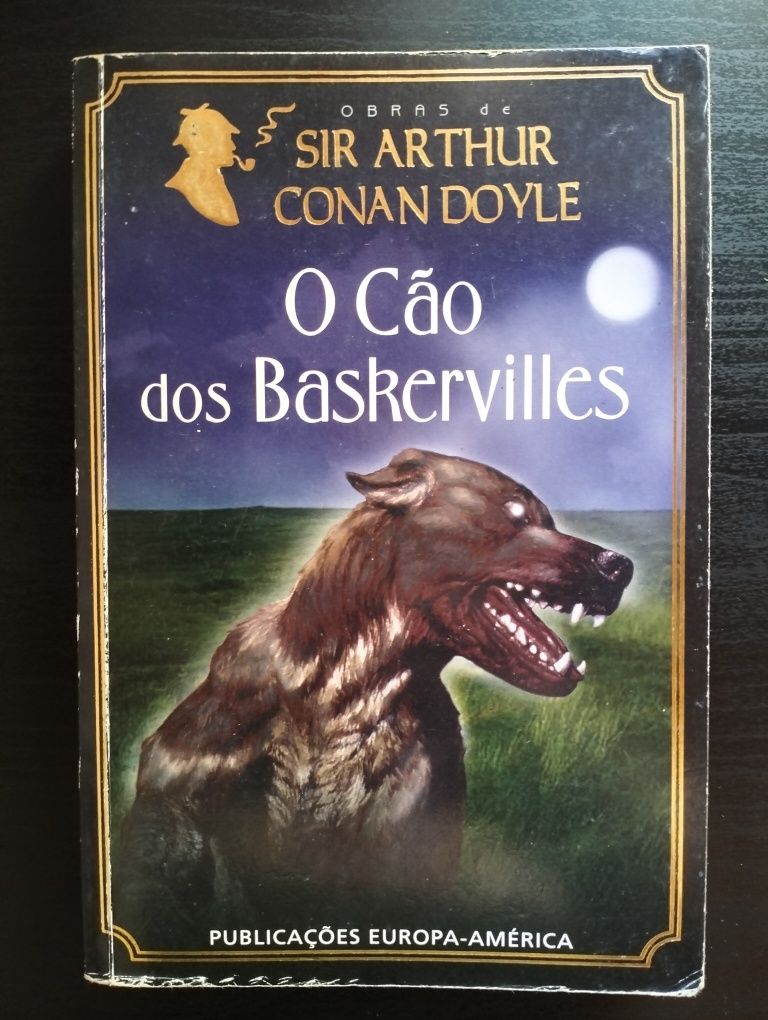 OBRAS de
SIR ARTHUR
CONAN DOYLE
O Cão
dos Baskervilles
PUBLICAÇÕES EUROPA-AMÉRICA